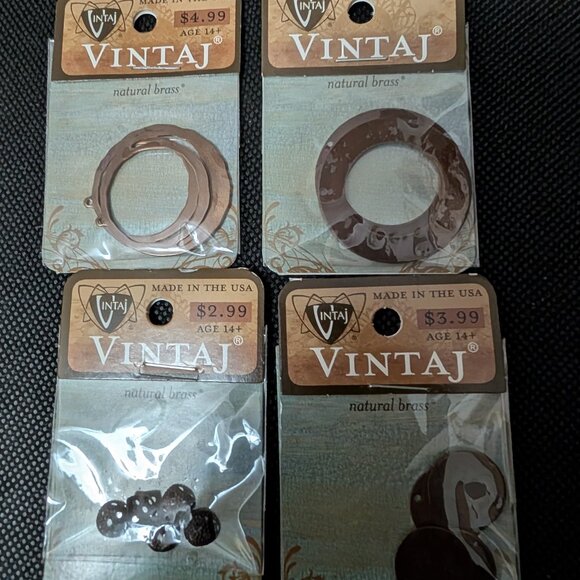 MADE IN THE USA
VINTAJ
$4.99
AGE 14+
VINTAJ®
natural brass®
VINTAJ
VINTAJ®
natural brass®
MADE IN THE USA
VINTAJ
$2.99
AGE 14+
VINTAJ®
natural brass®
MADE IN THE USA
VINTAJ
$3.99
AGE 14+
VINTAJ®
natural brass®